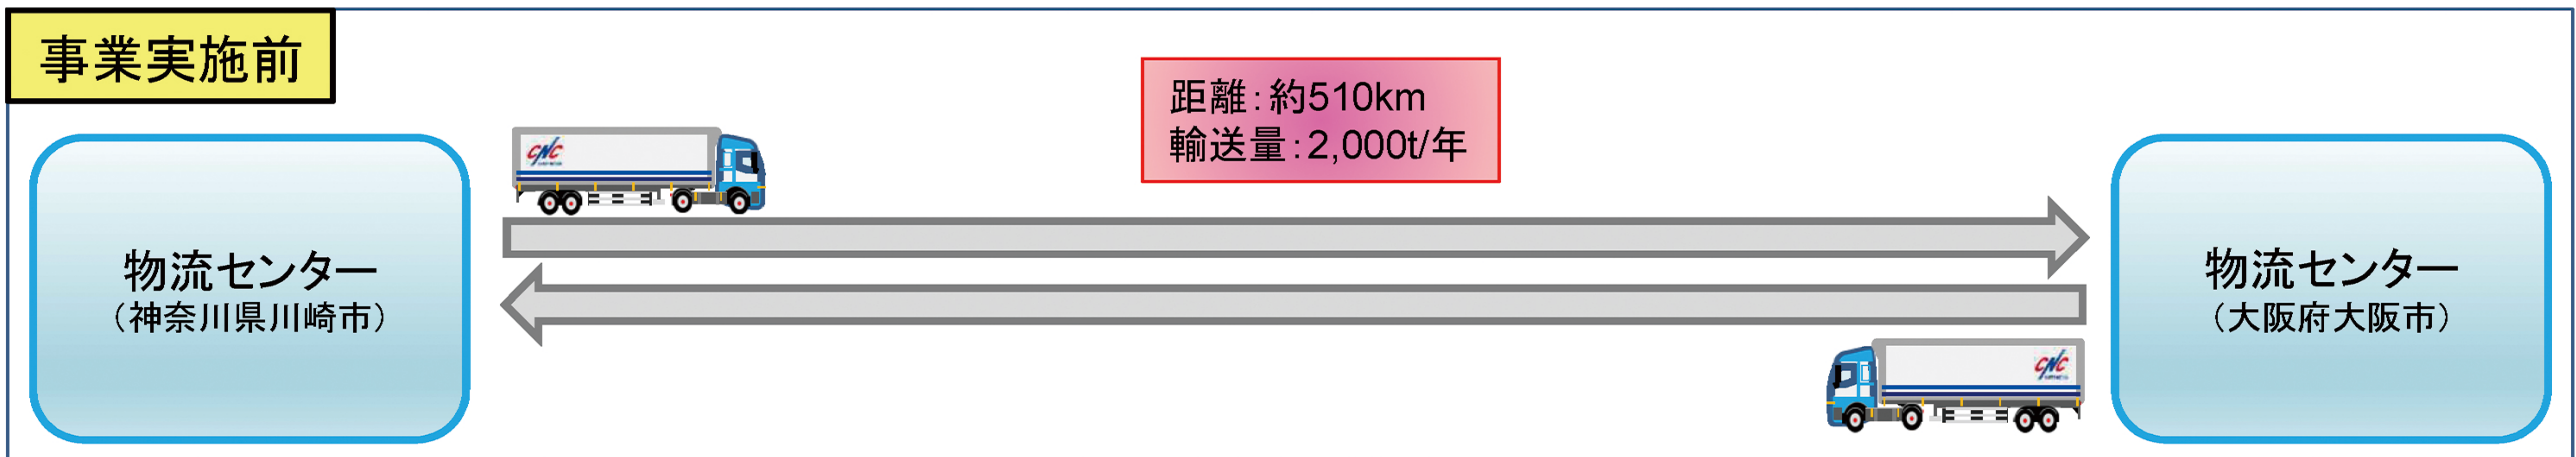 事業実施前
距離：約510km
輸送量：2,000t/年
CNC
物流センター
（神奈川県川崎市）
物流センター
（大阪府大阪市）
CNC